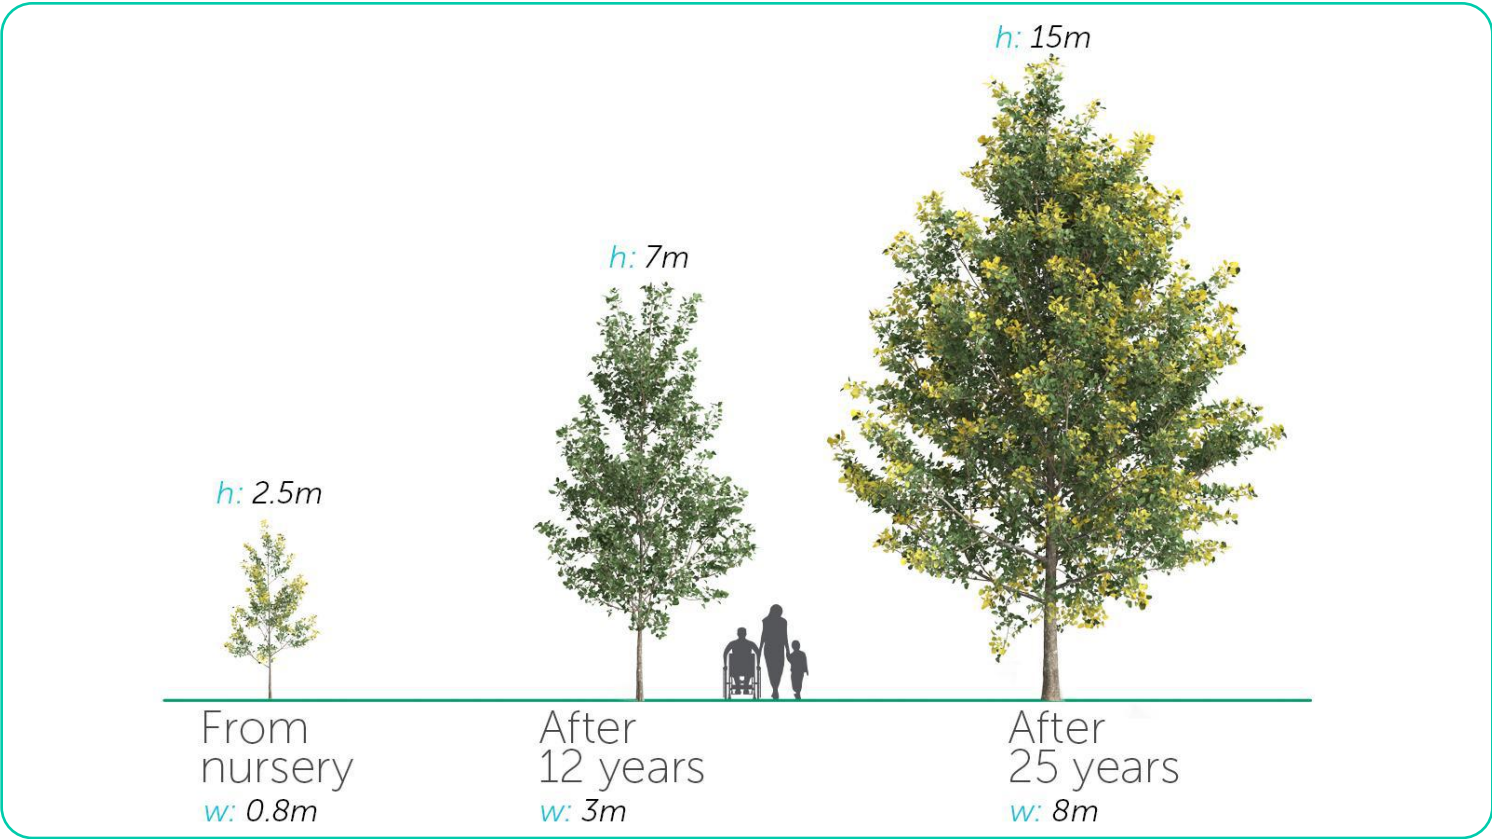 h: 15m
h: 7m
h: 2.5m
From
nursery
w: 0.8m
After
12 years
w: 3m
After
25 years
w: 8m